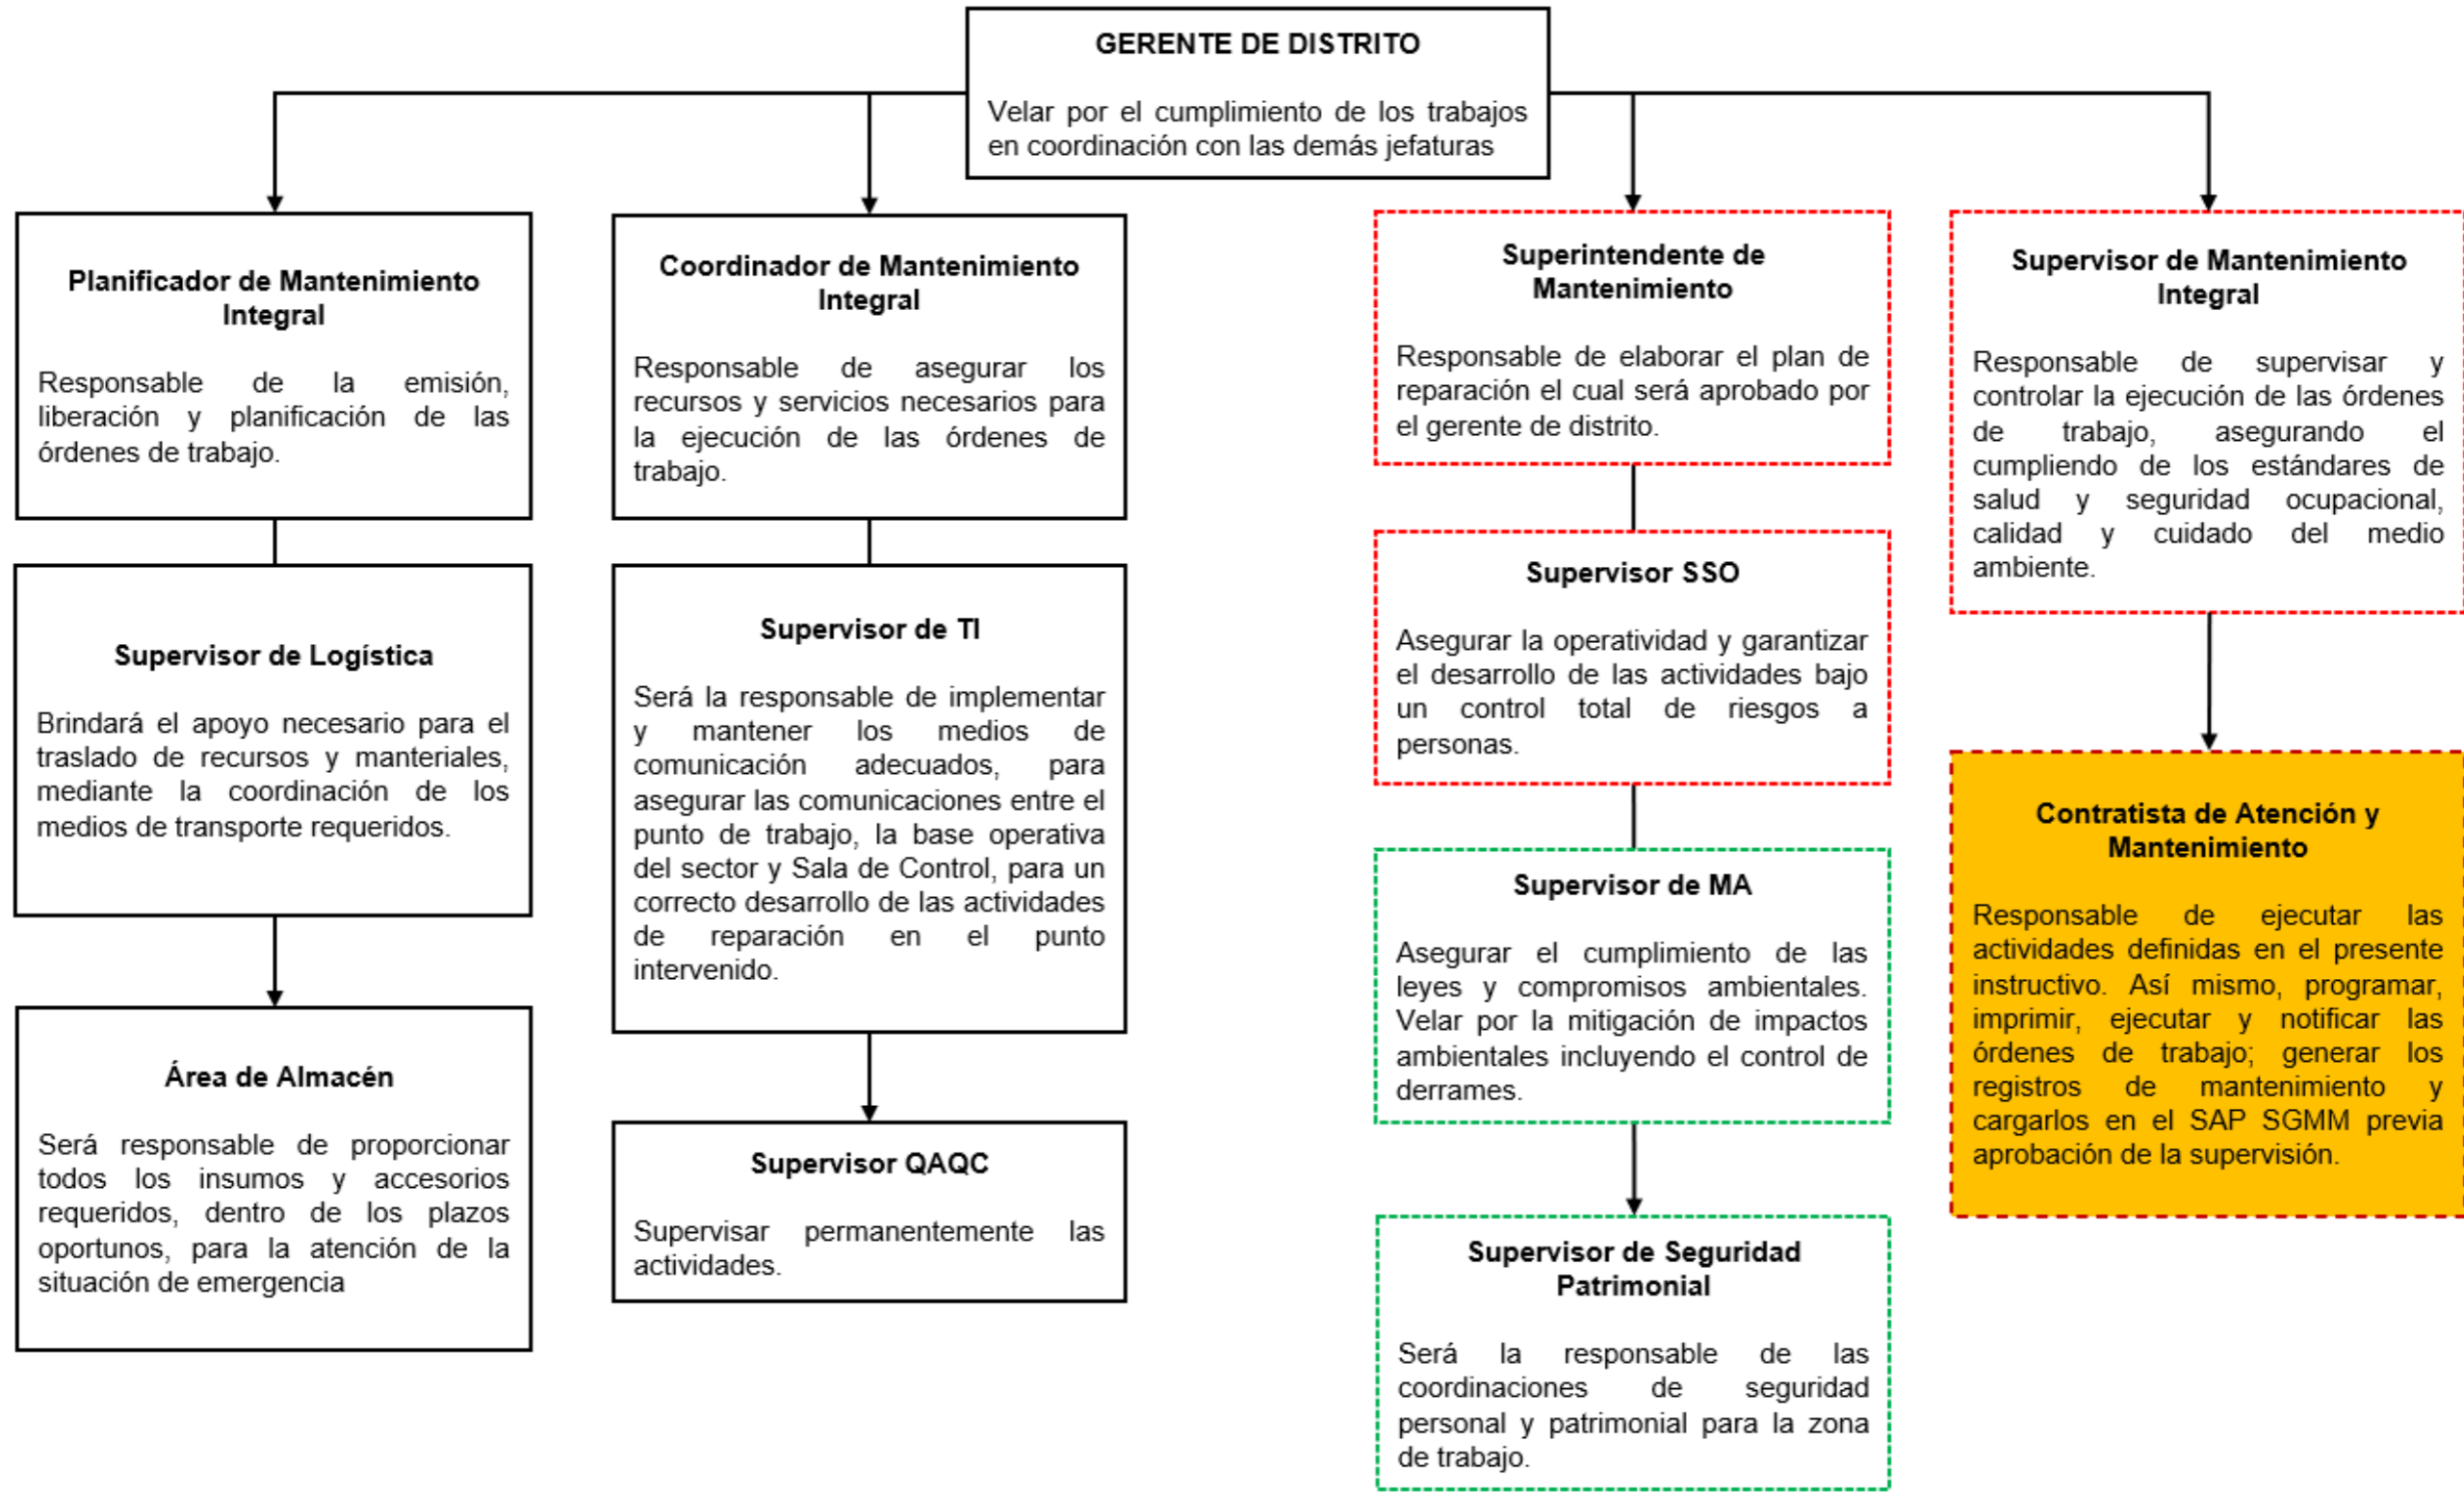 GERENTE DE DISTRITO
Velar por el cumplimiento de los trabajos
en coordinación con las demás jefaturas
Planificador de Mantenimiento
Integral
Responsable de la emisión,
liberación y planificación de las
órdenes de trabajo.
Supervisor de Logística
Brindará el apoyo necesario para el
traslado de recursos y manteriales,
mediante la coordinación de los
medios de transporte requeridos.
Área de Almacén
Será responsable de proporcionar
todos los insumos y accesorios
requeridos, dentro de los plazos
oportunos, para la atención de la
situación de emergencia
Coordinador de Mantenimiento
Integral
Responsable de asegurar los
recursos y servicios necesarios para
la ejecución de las órdenes de
trabajo.
Supervisor de TI
Será la responsable de implementar
y mantener los medios de
comunicación adecuados, para
asegurar las comunicaciones entre el
punto de trabajo, la base operativa
del sector y Sala de Control, para un
correcto desarrollo de las actividades
de reparación en el punto
intervenido.
Supervisor QAQC
Supervisar permanentemente las
actividades.
Superintendente de
Mantenimiento
Responsable de elaborar el plan de
reparación el cual será aprobado por
el gerente de distrito.
Supervisor SSO
Asegurar la operatividad y garantizar
el desarrollo de las actividades bajo
un control total de riesgos a
personas.
Supervisor de MA
Asegurar el cumplimiento de las
leyes y compromisos ambientales.
Velar por la mitigación de impactos
ambientales incluyendo el control de
derrames.
Supervisor de Seguridad
Patrimonial
Será la responsable de las
coordinaciones de seguridad
personal y patrimonial para la zona
de trabajo.
Supervisor de Mantenimiento
Integral
Responsable de supervisar y
controlar la ejecución de las órdenes
de trabajo, asegurando el
cumpliendo de los estándares de
salud y seguridad ocupacional,
calidad y cuidado del medio
ambiente.
Contratista de Atención y
Mantenimiento
Responsable de ejecutar las
actividades definidas en el presente
instructivo. Así mismo, programar,
imprimir, ejecutar y notificar las
órdenes de trabajo; generar los
registros de mantenimiento y
cargarlos en el SAP SGMM previa
aprobación de la supervisión.